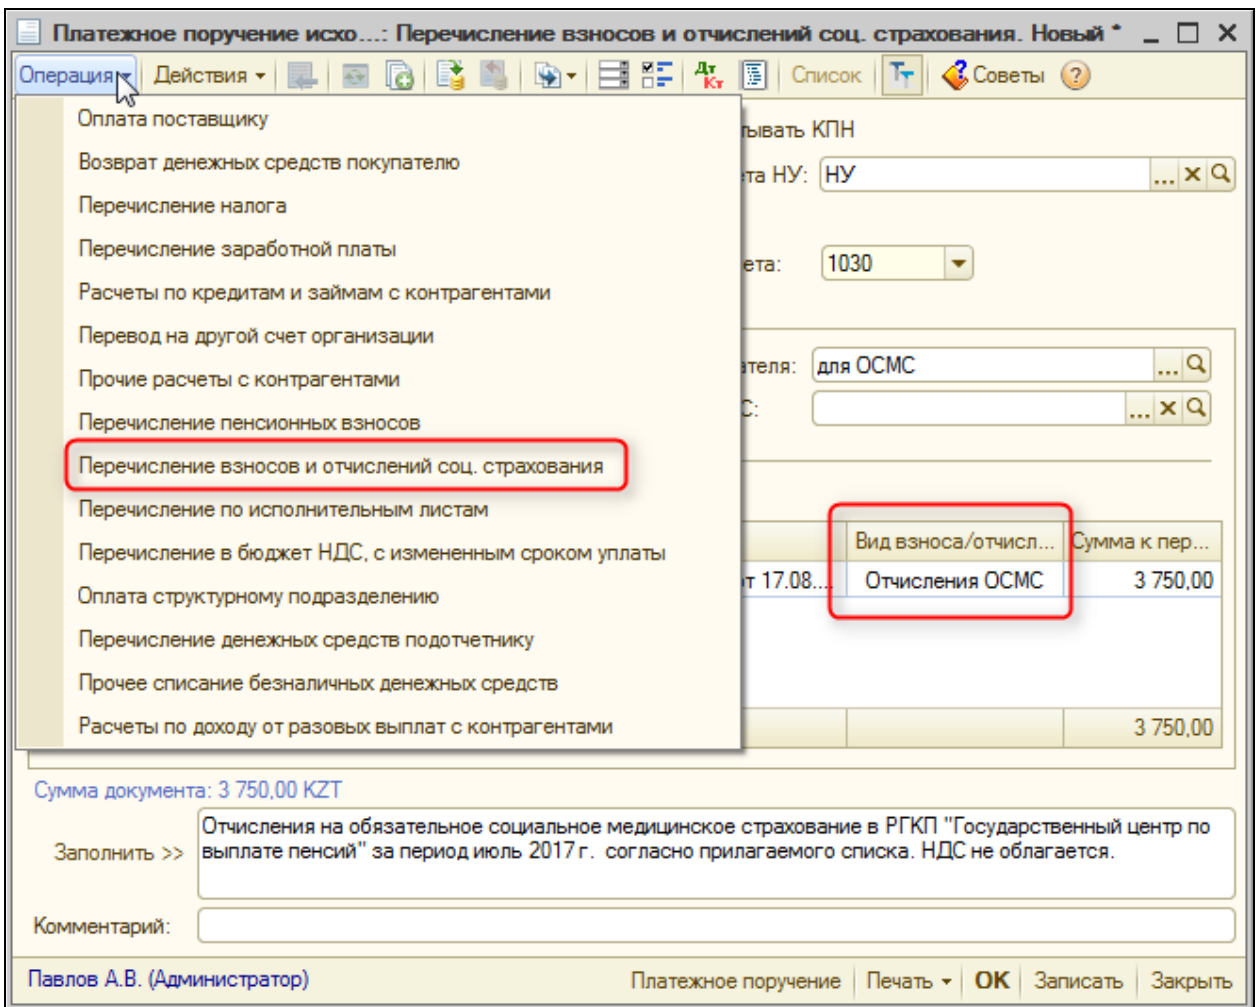 Платежное поручение исхо...: Перечисление взносов и отчислений соц. страхования. Новый *
Операция Действия Дт Кт Список Тт Советы ?
Оплата поставщику
Возврат денежных средств покупателю
Перечисление налога
Перечисление заработной платы
Расчеты по кредитам и займам с контрагентами
Перевод на другой счет организации
Прочие расчеты с контрагентами
Перечисление пенсионных взносов
Перечисление взносов и отчислений соц. страхования
Перечисление по исполнительным листам
Перечисление в бюджет НДС, с измененным сроком уплаты
Оплата структурному подразделению
Перечисление денежных средств подотчетнику
Прочее списание безналичных денежных средств
Расчеты по доходу от разовых выплат с контрагентами
тывать КПН
ета НУ: НУ ...
ета: 1030
ателя: для ОСМС ...
С: ...
Вид взноса/отчисл... Сумма к пер...
от 17.08.... Отчисления ОСМС 3 750,00
3 750,00
Сумма документа: 3 750,00 KZT
Заполнить >> Отчисления на обязательное социальное медицинское страхование в РГКП "Государственный центр по
выплате пенсий" за период июль 2017 г. согласно прилагаемого списка. НДС не облагается.
Комментарий:
Павлов А.В. (Администратор) Платежное поручение Печать OK Записать Закрыть